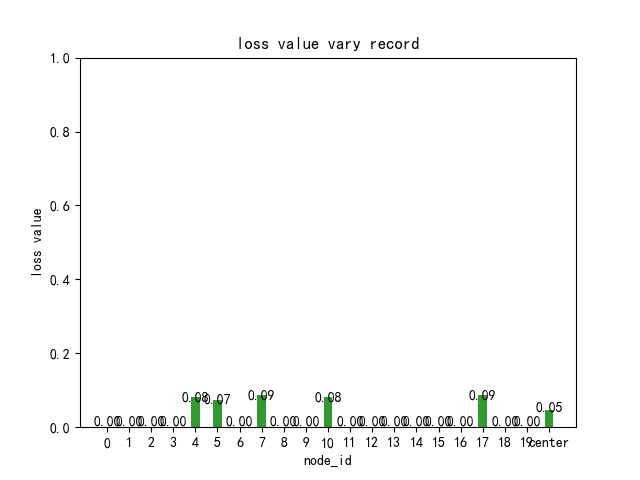 loss value vary record
1.0
0.8
0.6
0.4
0.2
0.0
loss value
0.00 0.00 0.00 0.00 0.08 0.07 0.00 0.09 0.00 0.00 0.08 0.00 0.00 0.00 0.00 0.00 0.00 0.09 0.00 0.00 0.05
0 1 2 3 4 5 6 7 8 9 10 11 12 13 14 15 16 17 18 19 center
node_id